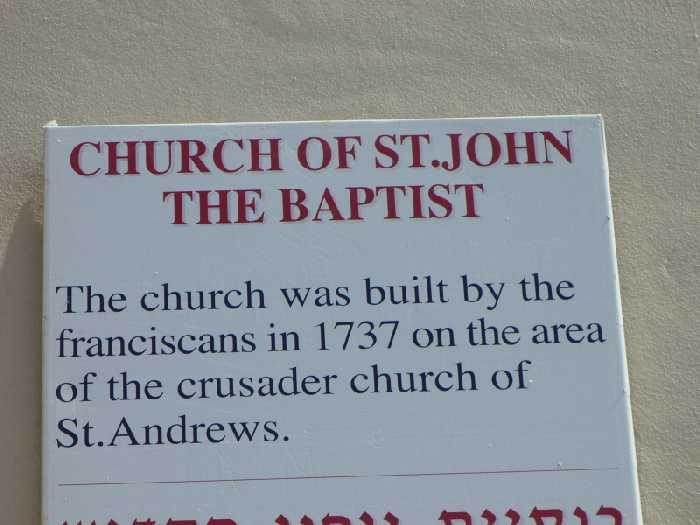 CHURCH OF ST.JOHN
THE BAPTIST
The church was built by the
franciscans in 1737 on the area
of the crusader church of
St.Andrews.